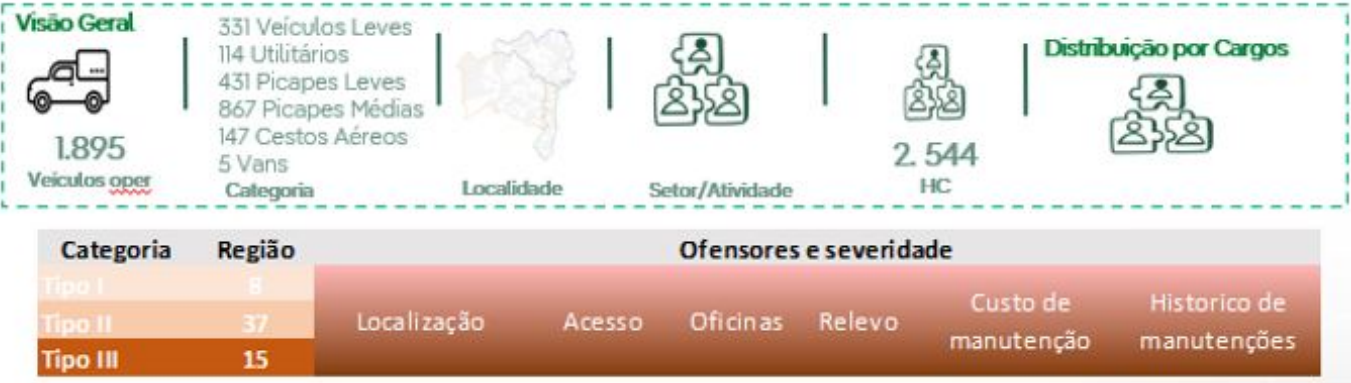 Visão Geral
1.895
Veiculos oper
331 Veículos Leves
114 Utilitários
431 Picapes Leves
867 Picapes Médias
147 Cestos Aéreos
5 Vans
Categoria
Localidade
Setor/Atividade
2. 544
HC
Distribuição por Cargos
Categoria Região Ofensores e severidade
Tipo I 8
Tipo II 37
Tipo III 15
Localização Acesso Oficinas Relevo Custo de manutenção Historico de manutenções